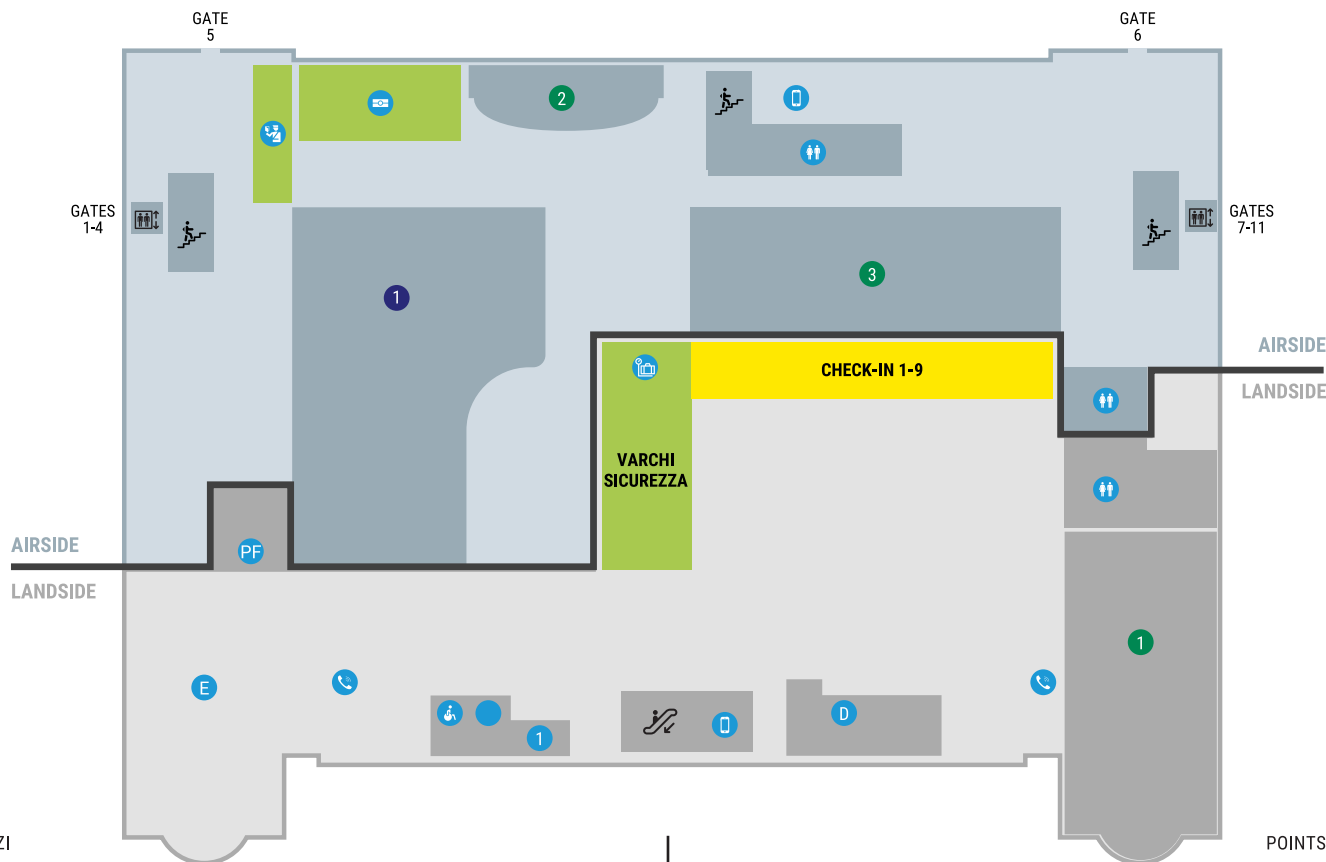 GATE
5
GATE
6
2
GATES
1-4
GATES
7-11
1
3
AIRSIDE
LANDSIDE
CHECK-IN 1-9
VARCHI
SICUREZZA
AIRSIDE
LANDSIDE
PF
1
E
D
1
ZI
POINTS